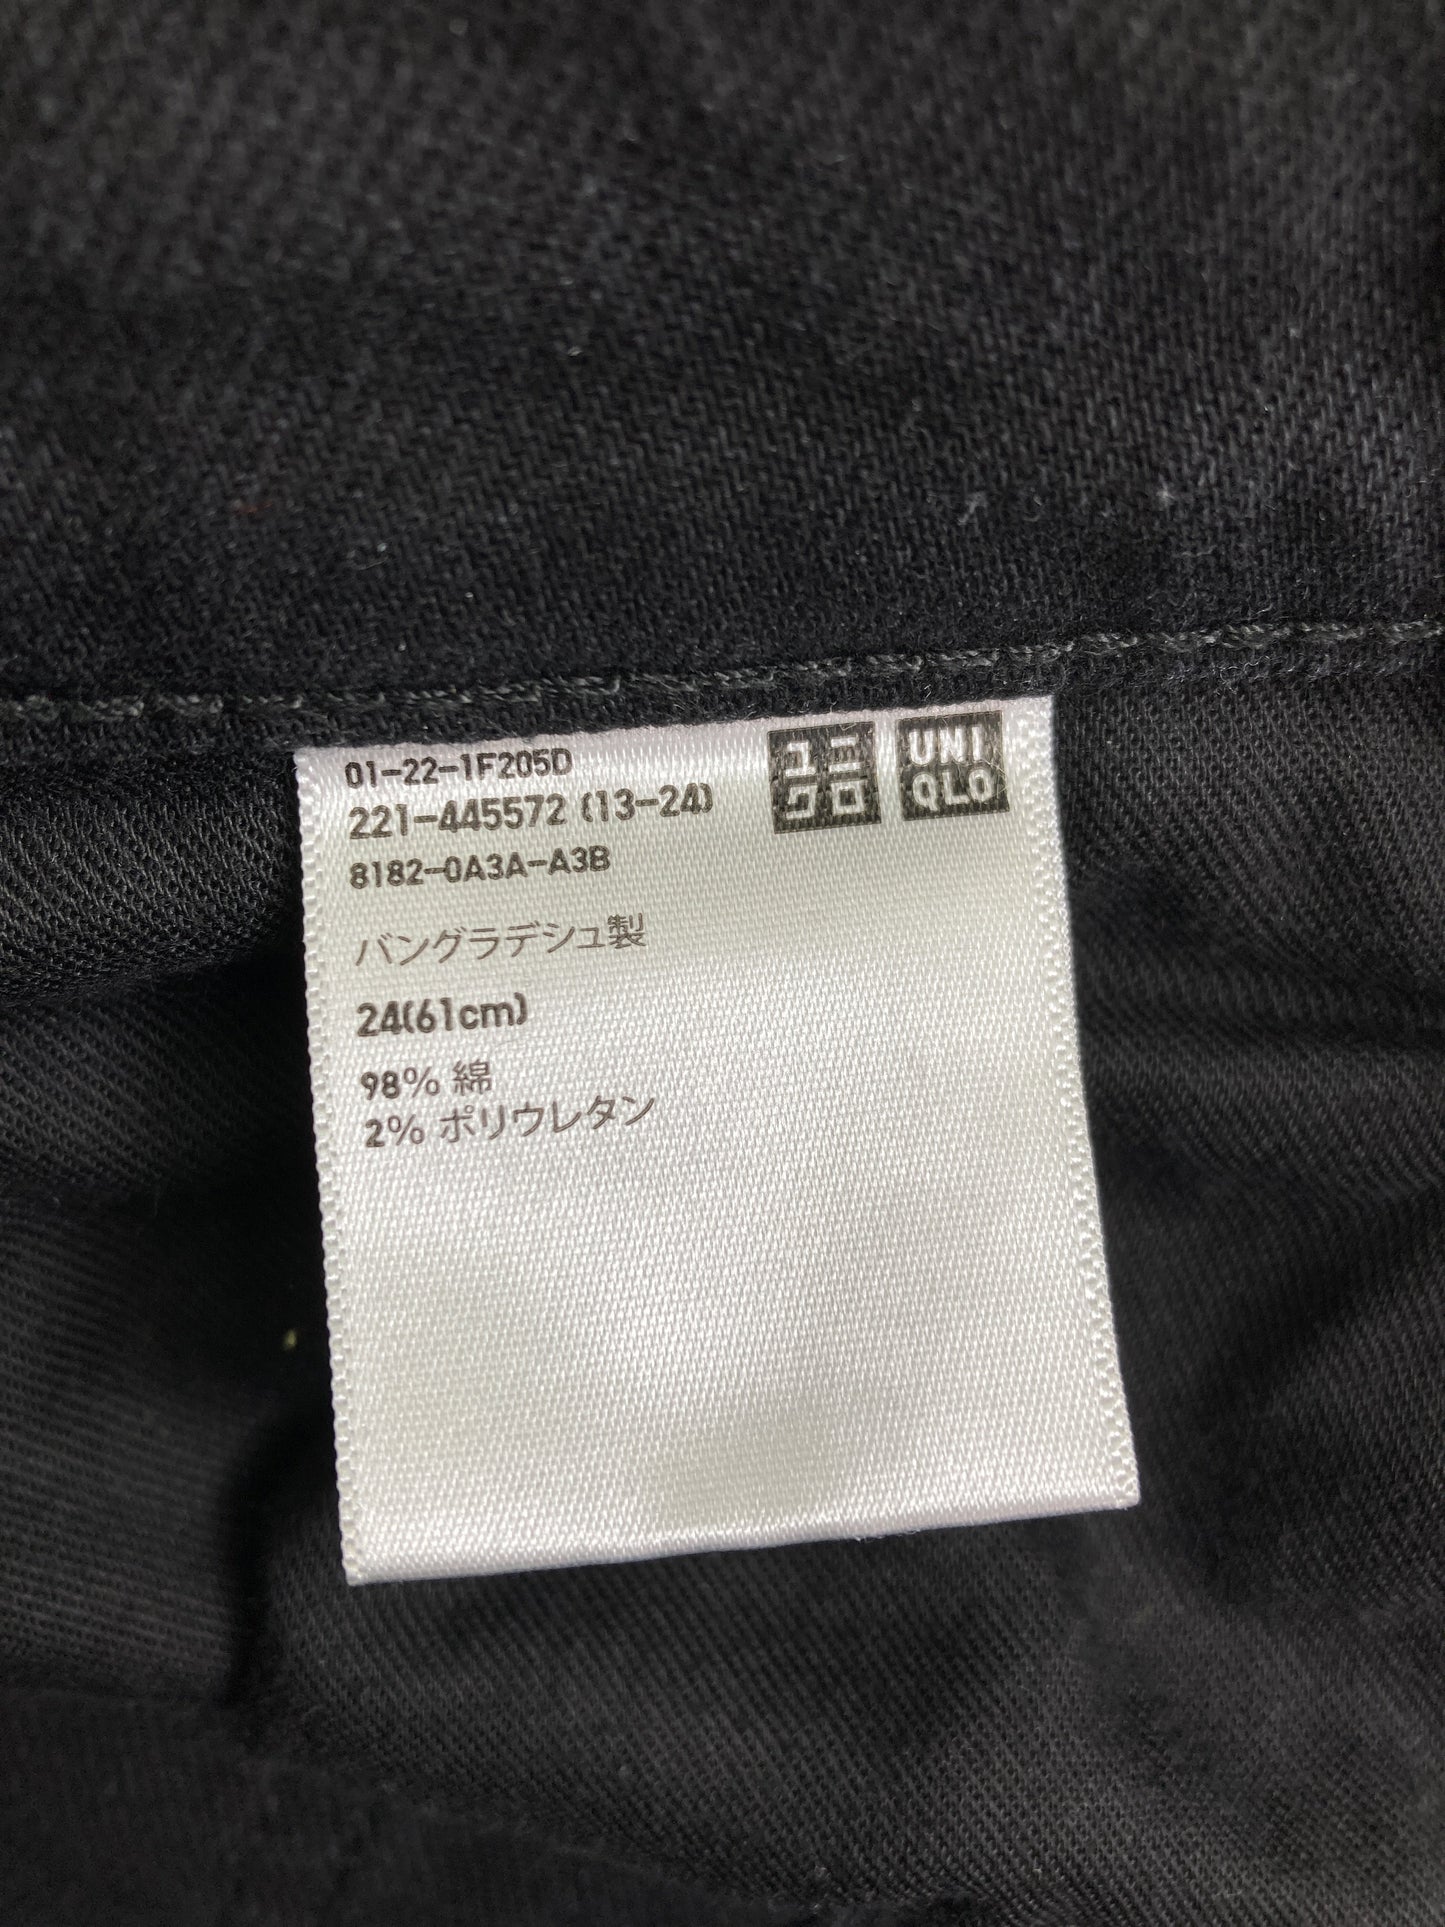 01-22-1F205D
221-445572 (13-24)
8182-0A3A-A3B
ユニ
クロ
UNI
QLO
バングラデシュ製
24(61cm)
98% 綿
2% ポリウレタン